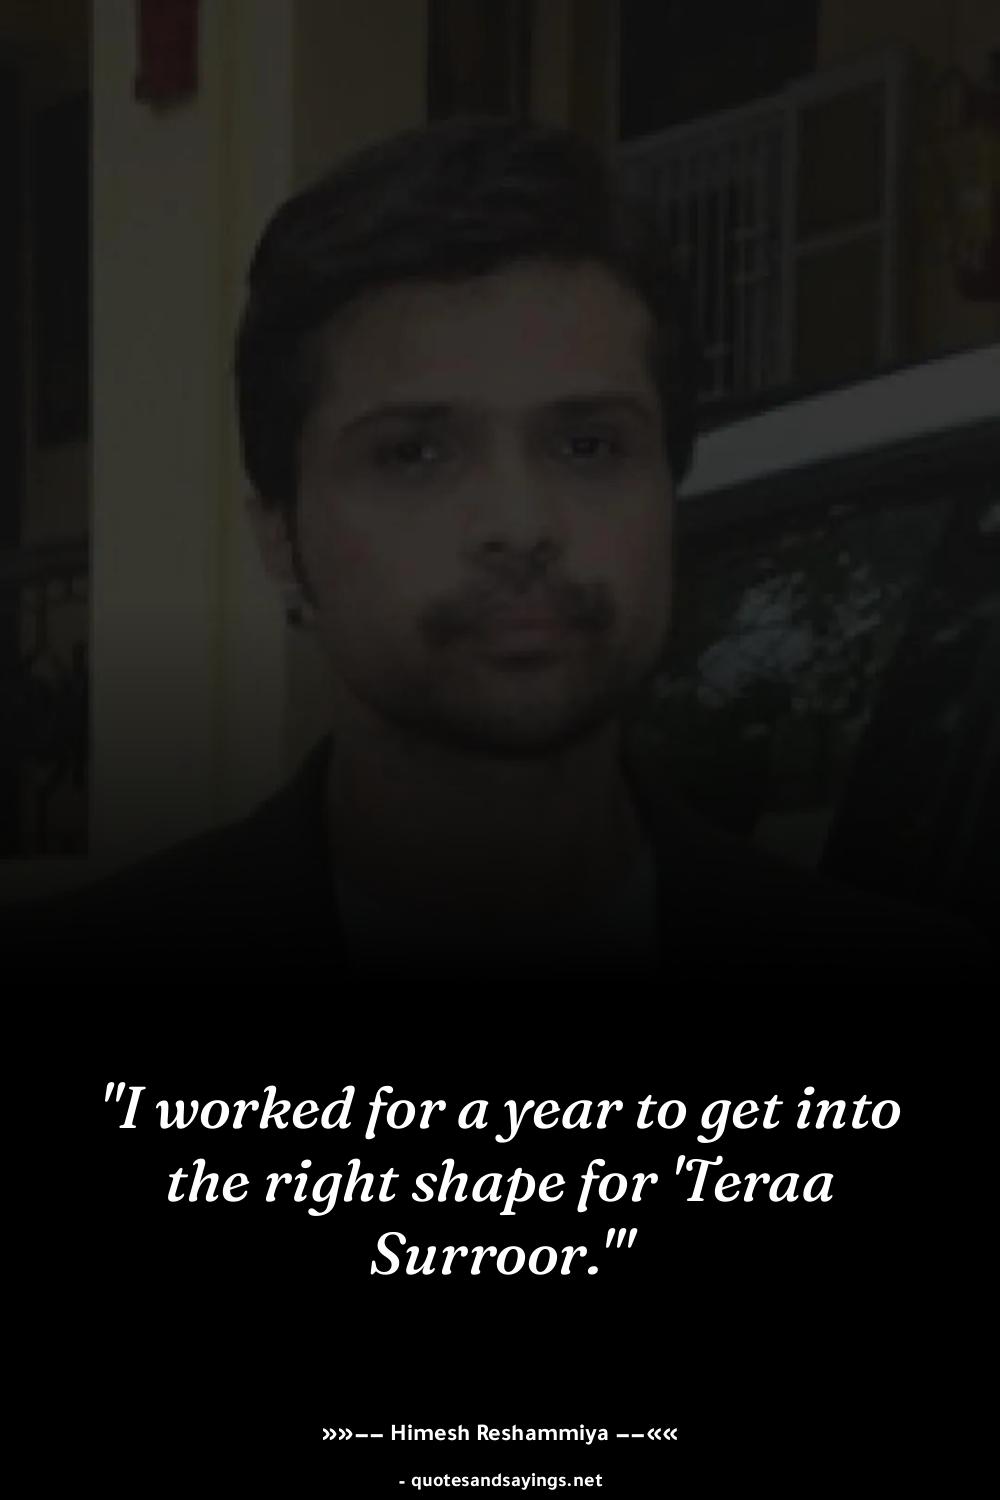 "I worked for a year to get into
the right shape for 'Teraa
Surroor.'"
»»—— Himesh Reshammiya ——««
- quotesandsayings.net